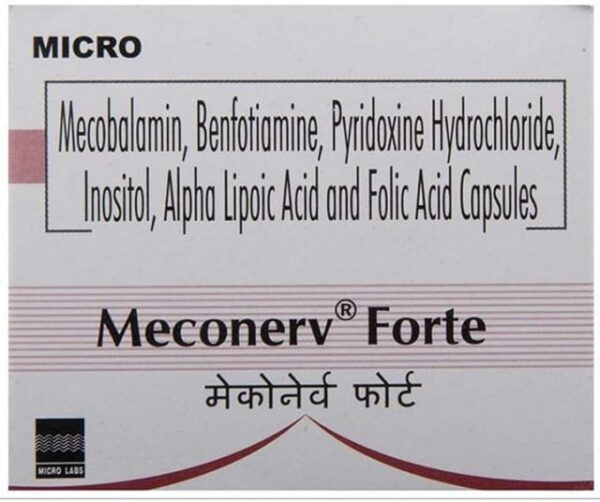 MICRO
Mecobalamin, Benfotiamine, Pyridoxine Hydrochloride,
Inositol, Alpha Lipoic Acid and Folic Acid Capsules
Meconerv® Forte
मेकोनेर्व फोर्ट
MICRO LABS